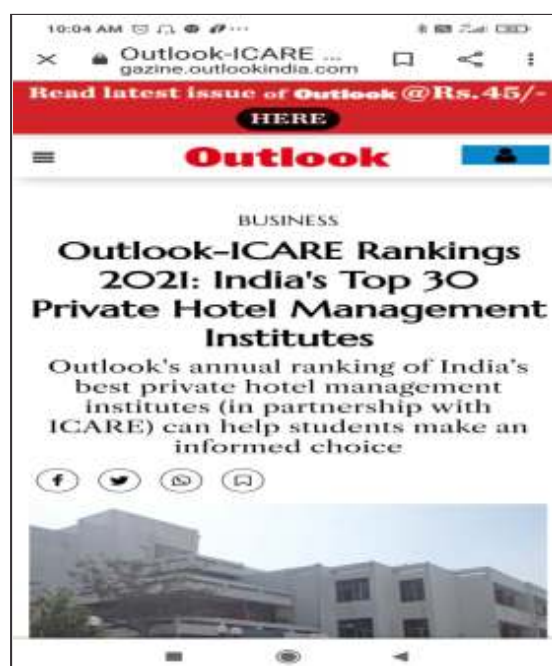 10:04 AM
Outlook-ICARE ...
gazine.outlookindia.com
Read latest issue of Outlook @Rs.45/-
HERE
Outlook
BUSINESS
Outlook-ICARE Rankings
2021: India's Top 30
Private Hotel Management
Institutes
Outlook's annual ranking of India's
best private hotel management
institutes (in partnership with
ICARE) can help students make an
informed choice